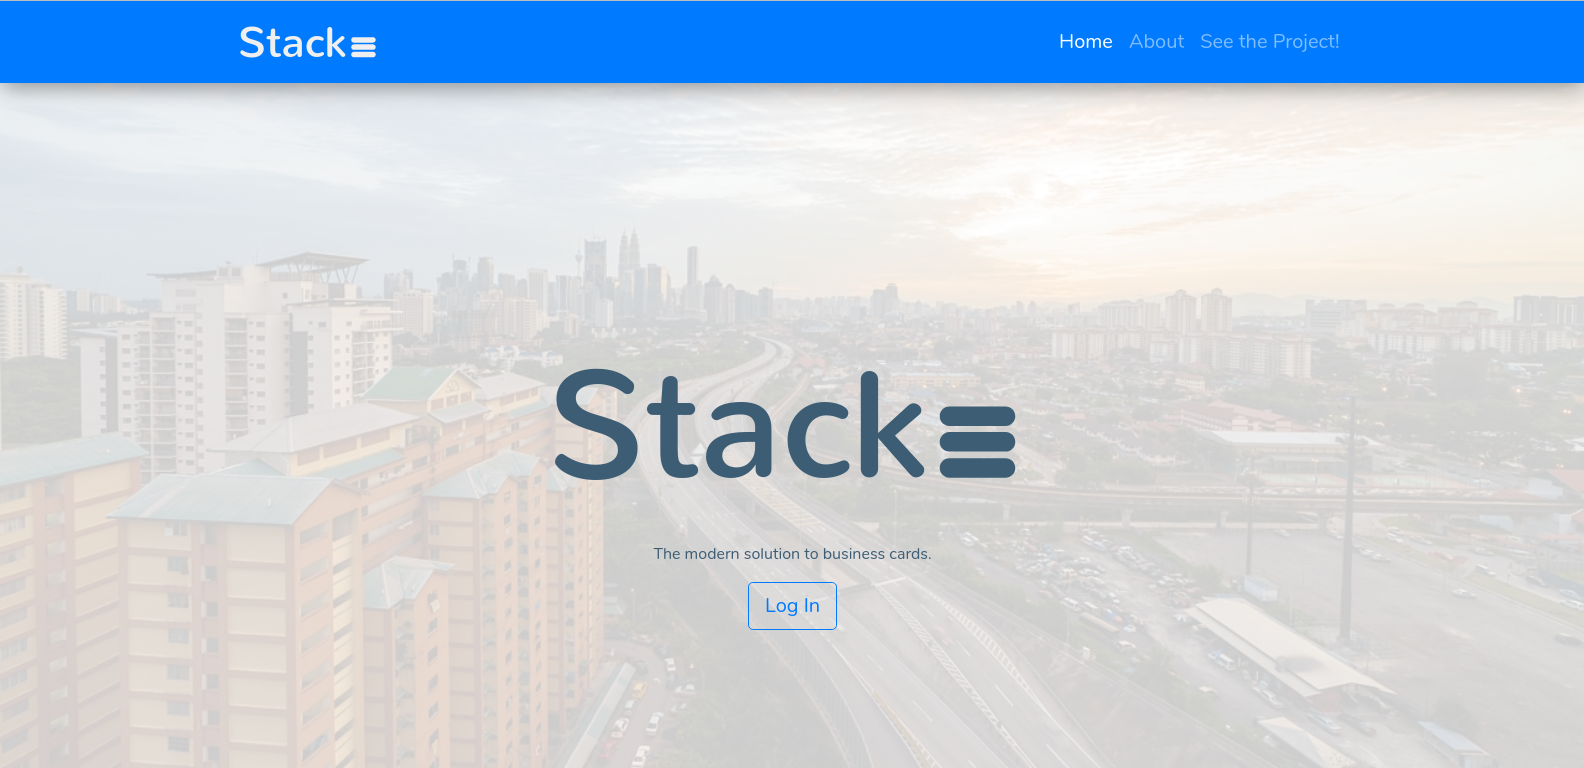 Stack
Home About See the Project!
Stack
The modern solution to business cards.
Log In